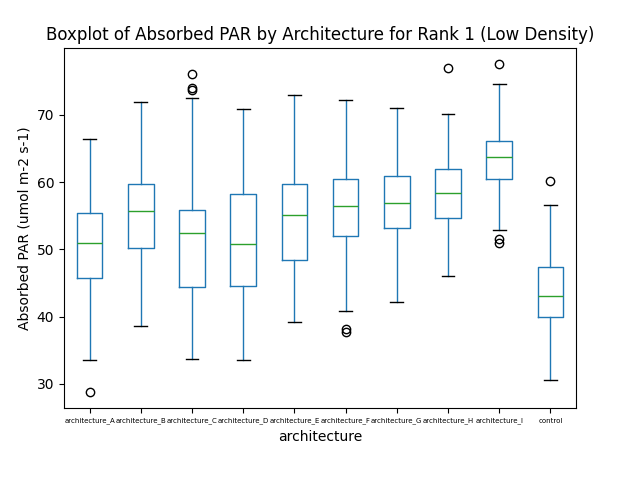 Boxplot of Absorbed PAR by Architecture for Rank 1 (Low Density)
Absorbed PAR (umol m-2 s-1)
70
60
50
40
30
architecture_A architecture_B architecture_C architecture_D architecture_E architecture_F architecture_G architecture_H architecture_I control
architecture